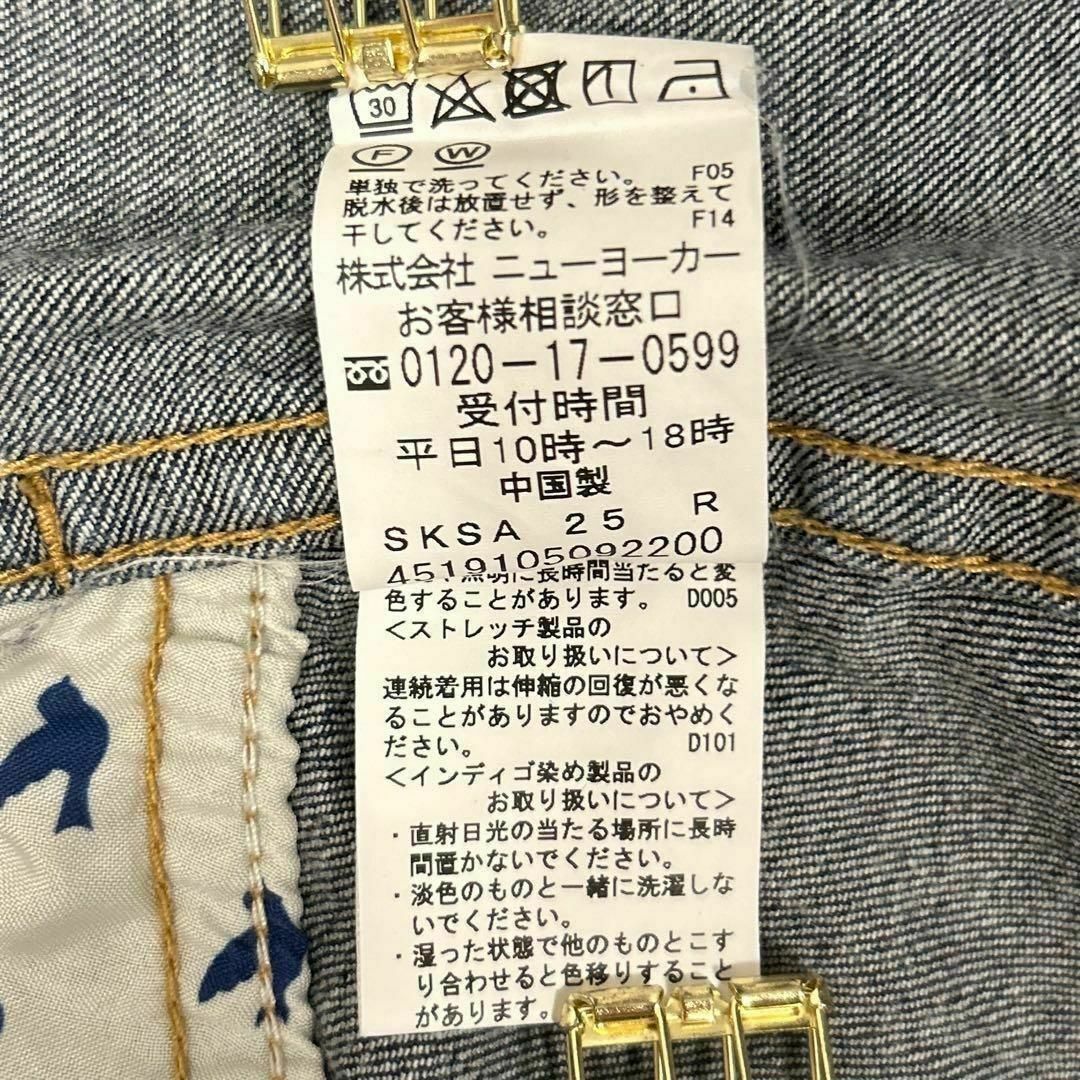 30
F W
単独で洗ってください。 F05
脱水後は放置せず、形を整えて
干してください。 F14
株式会社 ニューヨーカー
お客様相談窓口
0120-17-0599
受付時間
平日10時~18時
中国製
SKSA 25 R
4519105092200
照明に長時間当たると変
色することがあります。 D005
<ストレッチ製品の
お取り扱いについて>
連続着用は伸縮の回復が悪くな
ることがありますのでおやめく
ださい。 D101
<インディゴ染め製品の
お取り扱いについて>
・直射日光の当たる場所に長時
間置かないでください。
・淡色のものと一緒に洗濯しな
いでください。
・湿った状態で他のものとこす
り合わせると色移りすること
があります。